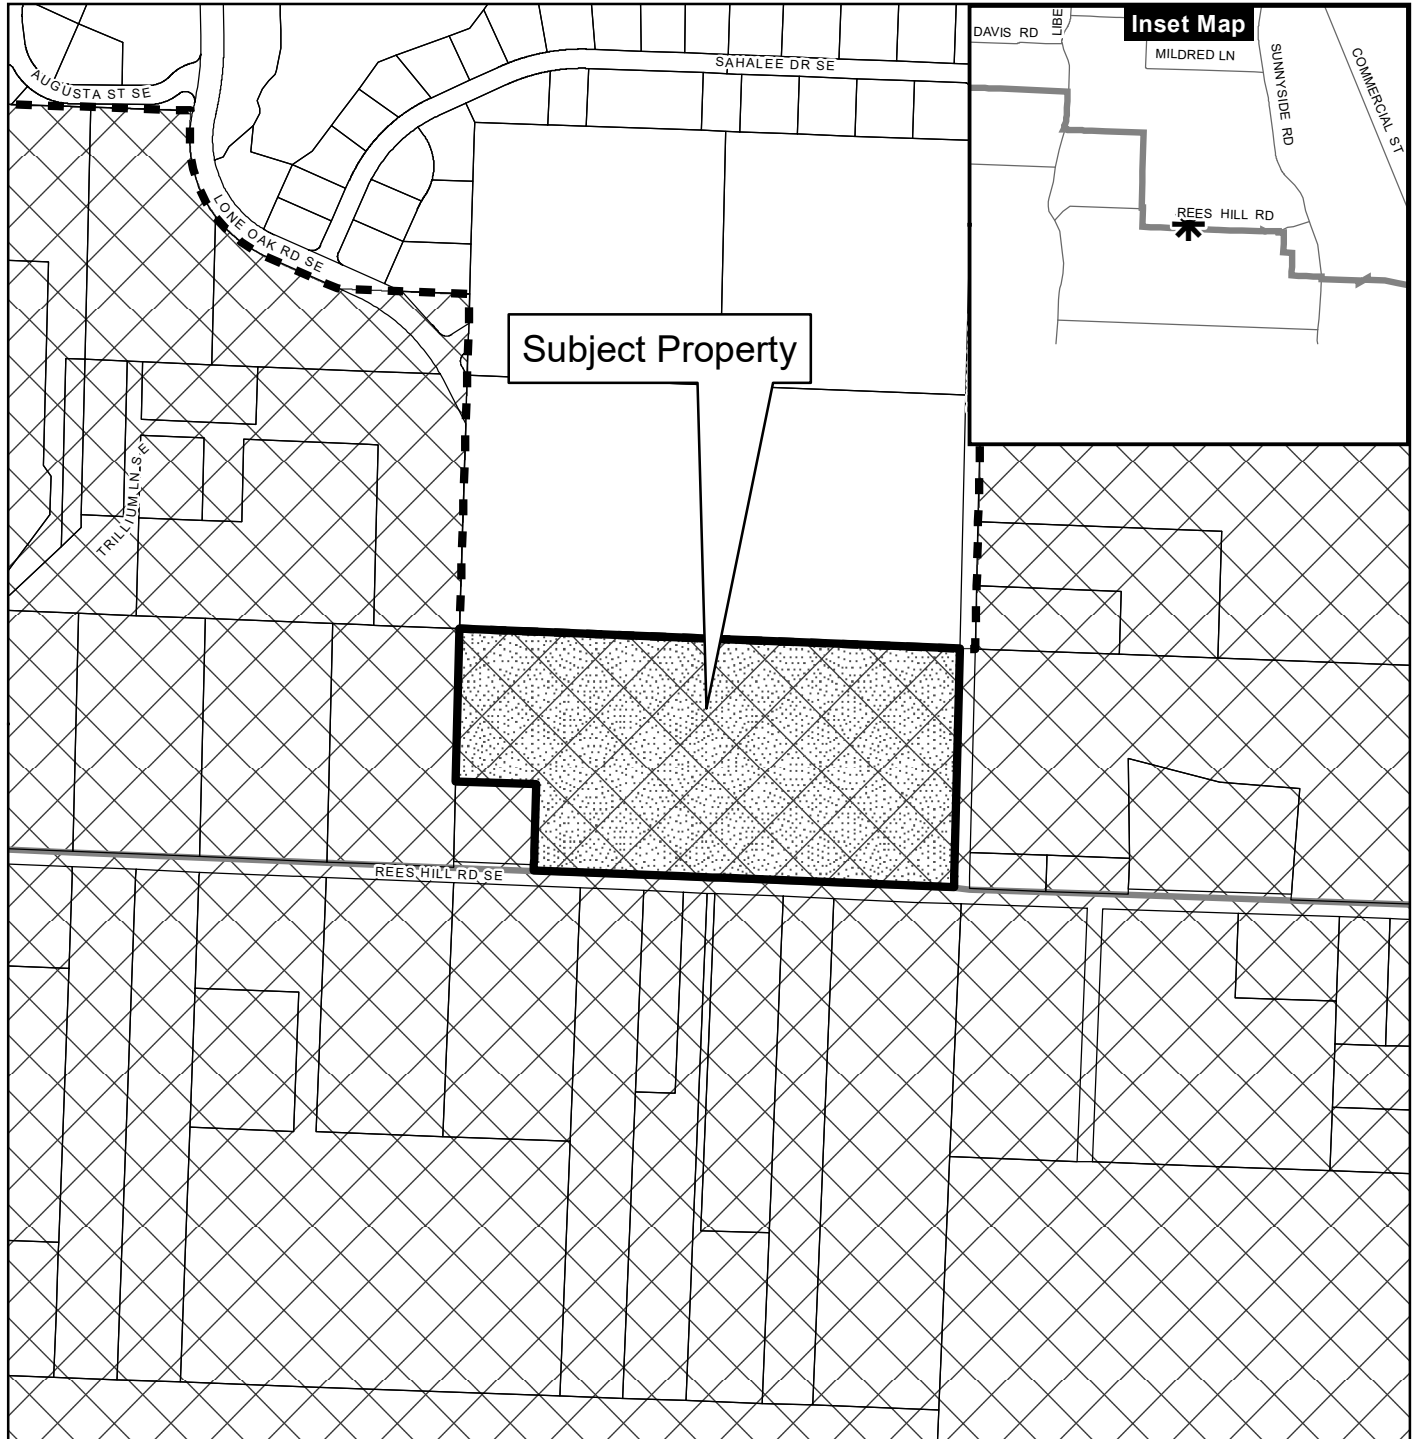 Inset Map
DAVIS RD
LIBE
MILDRED LN
SUNNYSIDE RD
COMMERCIAL ST
REES HILL RD
SAHALEE DR SE
AUGUSTA ST SE
LONE OAK RD SE
Subject Property
TRILLIUM LN SE
REES HILL RD SE